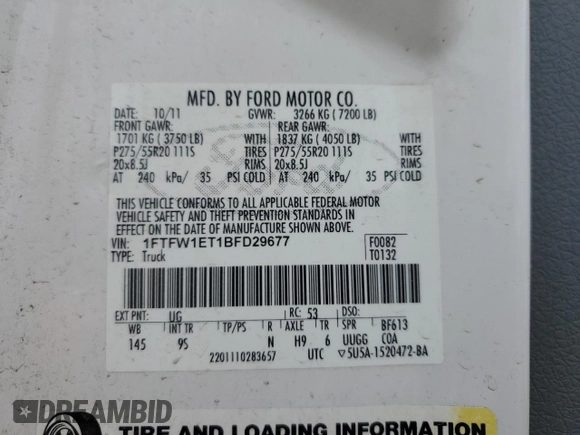 MFD. BY FORD MOTOR CO.
DATE: 10/11 GVWR: 3266 KG ( 7200 LB)
FRONT GAWR: REAR GAWR:
1701 KG ( 3750 LB) WITH 1837 KG ( 4050 LB) WITH
P275/55R20 111S TIRES P275/55R20 111S TIRES
20x8.5J RIMS 20x8.5J RIMS
AT 240 kPa/ 35 PSI COLD AT 240 kPa/ 35 PSI COLD
THIS VEHICLE CONFORMS TO ALL APPLICABLE FEDERAL MOTOR
VEHICLE SAFETY AND THEFT PREVENTION STANDARDS IN
EFFECT ON THE DATE OF MANUFACTURE SHOWN ABOVE.
VIN: 1FTFW1ET1BFD29677 F0082
TYPE: Truck T0132
EXT PNT: UG RC: 53 DSO:
WB INT TR TP/PS R AXLE TR SPR BF613
145 9S N H9 6 UUGG COA
2201110283657 UTC ▽5U5A-1520472-BA
TIRE AND LOADING INFORMATION
DREAMBID